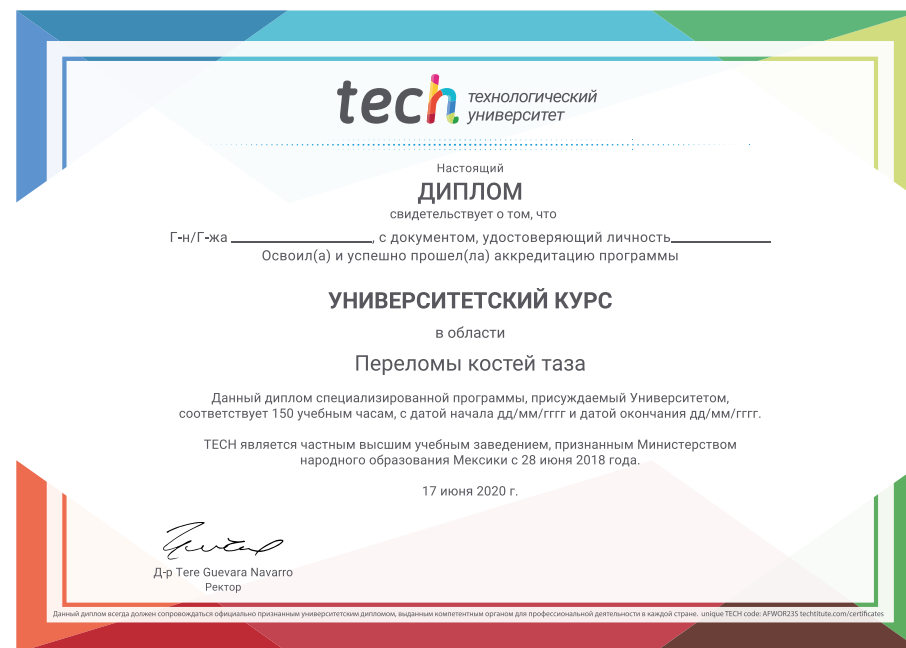 tech технологический
университет
Настоящий
ДИПЛОМ
свидетельствует о том, что
Г-н/Г-жа ____________________, с документом, удостоверяющий личность______________
Освоил(а) и успешно прошел(ла) аккредитацию программы
УНИВЕРСИТЕТСКИЙ КУРС
в области
Переломы костей таза
Данный диплом специализированной программы, присуждаемый Университетом,
соответствует 150 учебным часам, с датой начала дд/мм/гггг и датой окончания дд/мм/гггг.
TECH является частным высшим учебным заведением, признанным Министерством
народного образования Мексики с 28 июня 2018 года.
17 июня 2020 г.
Д-р Tere Guevara Navarro
Ректор
Данный диплом всегда должен сопровождаться официально признанным университетским дипломом, выданным компетентным органом для профессиональной деятельности в каждой стране. unique TECH code: AFWOR23S techtitute.com/certificates